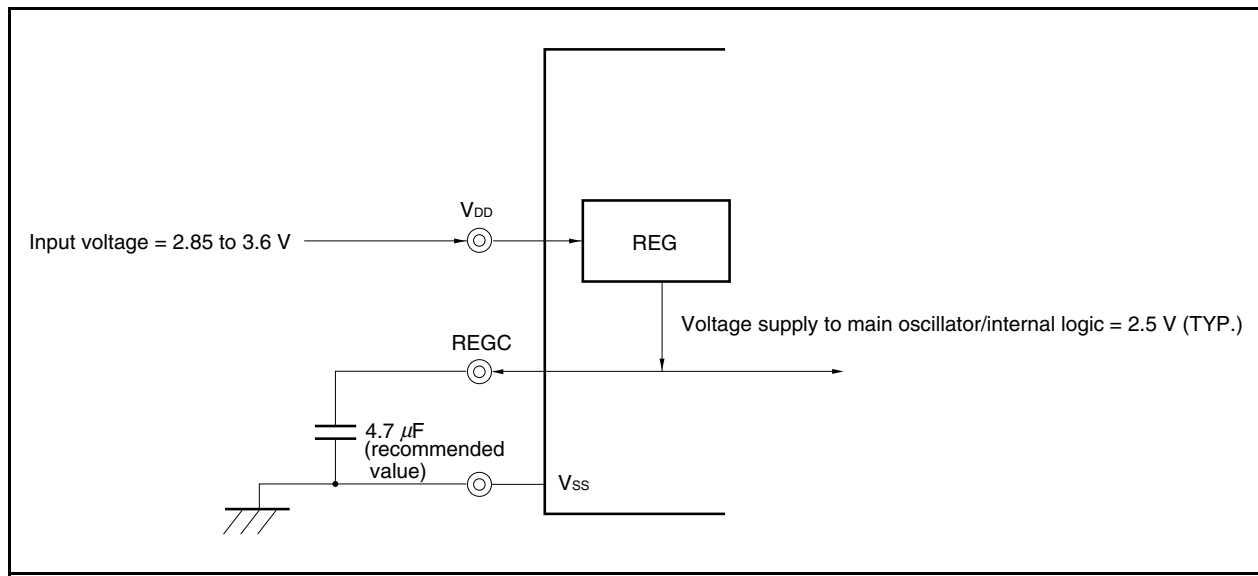 VDD
Input voltage = 2.85 to 3.6 V
REG
Voltage supply to main oscillator/internal logic = 2.5 V (TYP.)
REGC
4.7 μF
(recommended
value)
VSS